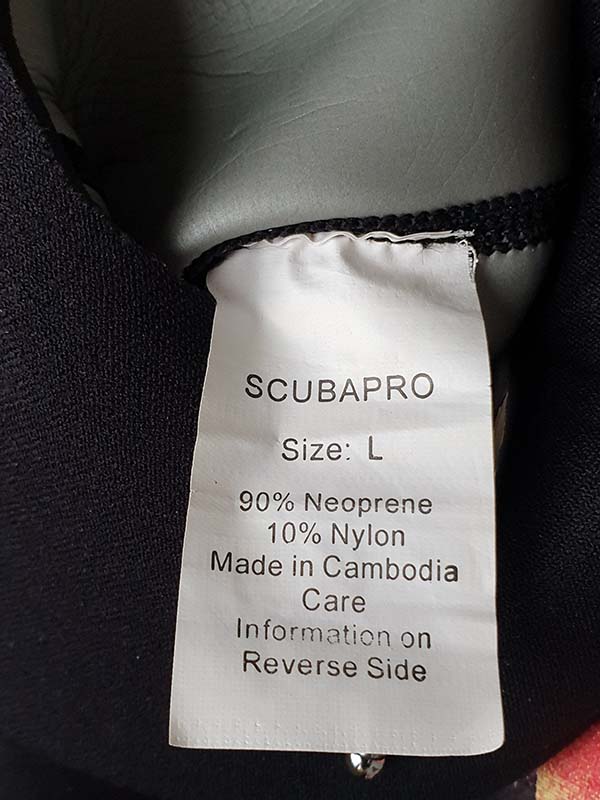 SCUBAPRO
Size: L
90% Neoprene
10% Nylon
Made in Cambodia
Care
Information on
Reverse Side